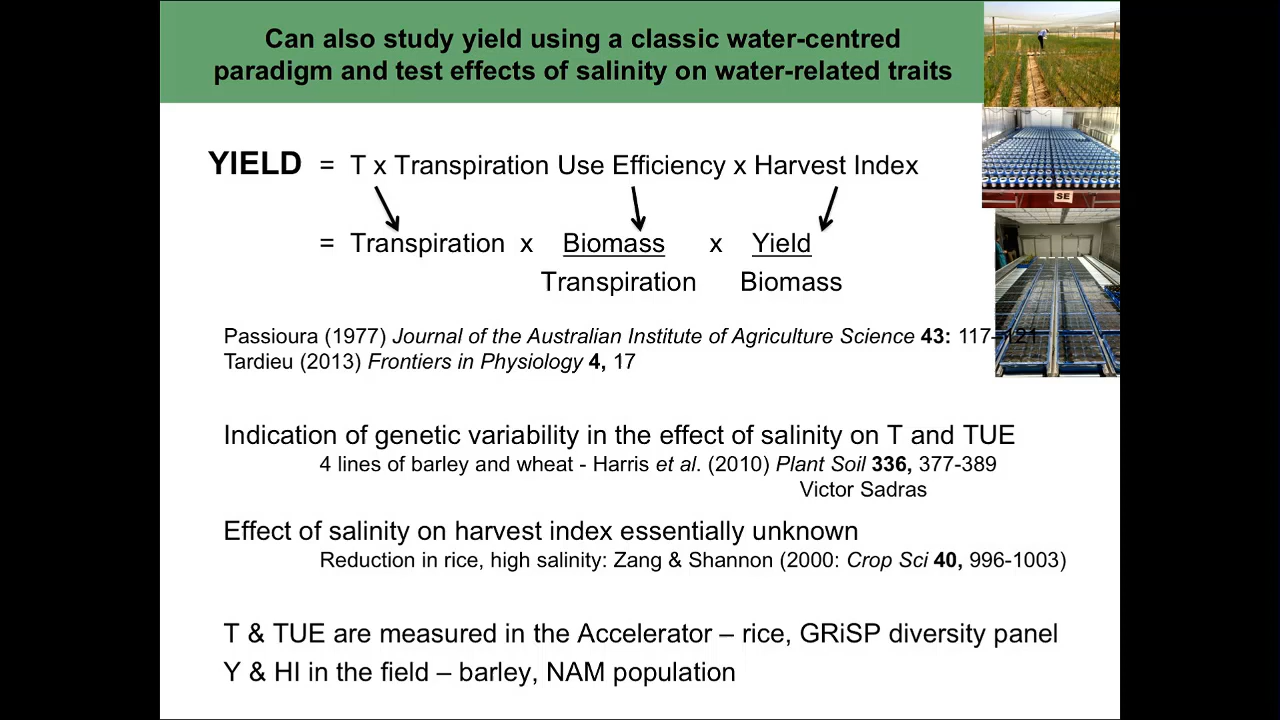 Can also study yield using a classic water-centred
paradigm and test effects of salinity on water-related traits
YIELD = T x Transpiration Use Efficiency x Harvest Index
= Transpiration x Biomass x Yield
Transpiration Biomass
Passioura (1977) Journal of the Australian Institute of Agriculture Science 43: 117-121
Tardieu (2013) Frontiers in Physiology 4, 17
Indication of genetic variability in the effect of salinity on T and TUE
4 lines of barley and wheat - Harris et al. (2010) Plant Soil 336, 377-389
Victor Sadras
Effect of salinity on harvest index essentially unknown
Reduction in rice, high salinity: Zang & Shannon (2000: Crop Sci 40, 996-1003)
T & TUE are measured in the Accelerator – rice, GRiSP diversity panel
Y & HI in the field – barley, NAM population
SE